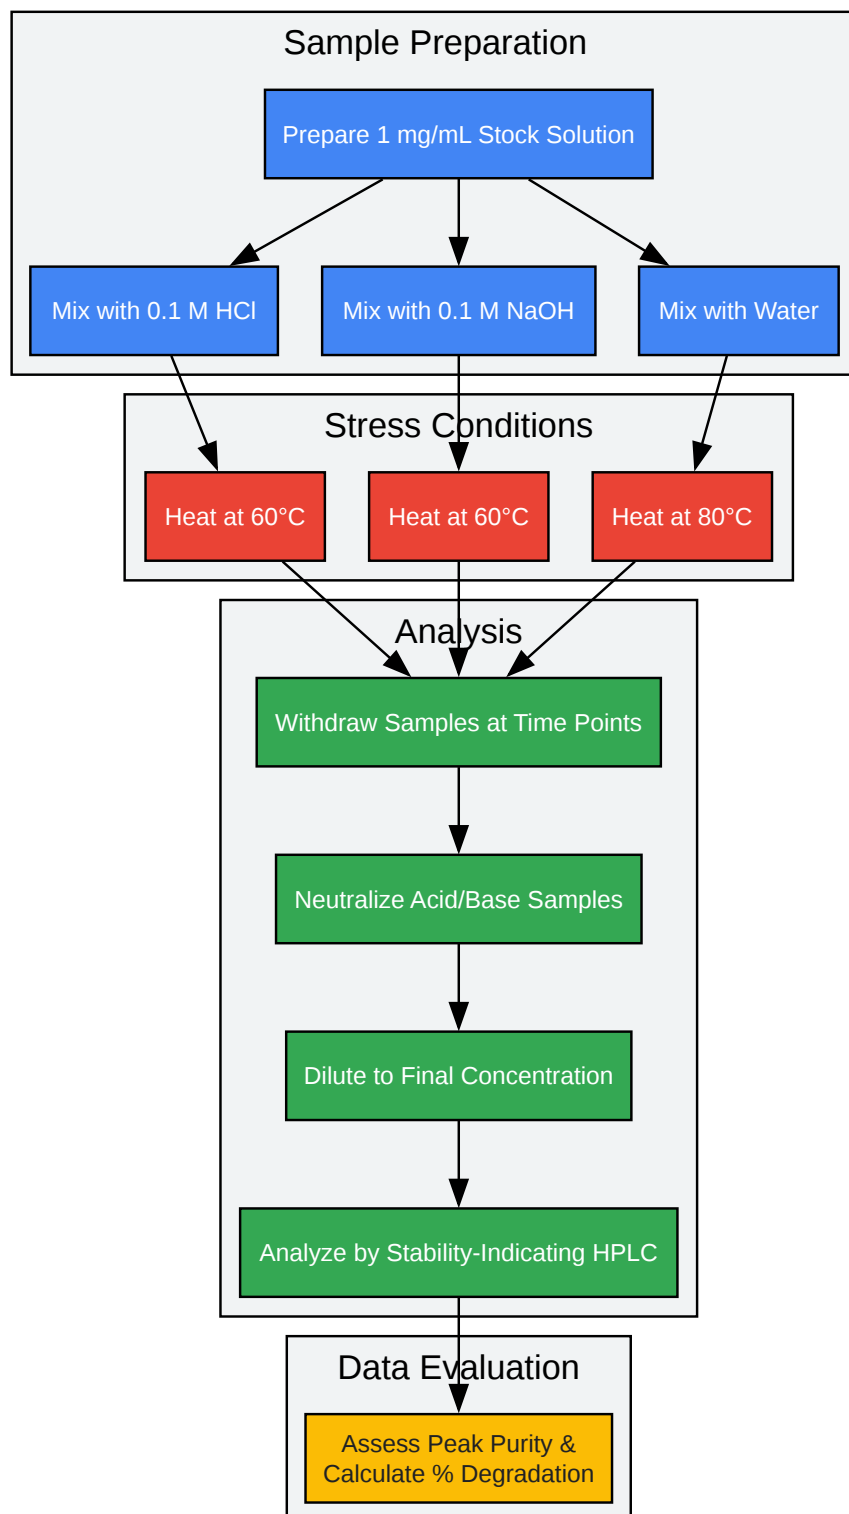 Sample Preparation
Prepare 1 mg/mL Stock Solution
Mix with 0.1 M HCl
Mix with 0.1 M NaOH
Mix with Water
Stress Conditions
Heat at 60°C
Heat at 60°C
Heat at 80°C
Analysis
Withdraw Samples at Time Points
Neutralize Acid/Base Samples
Dilute to Final Concentration
Analyze by Stability-Indicating HPLC
Data Evaluation
Assess Peak Purity &
Calculate % Degradation